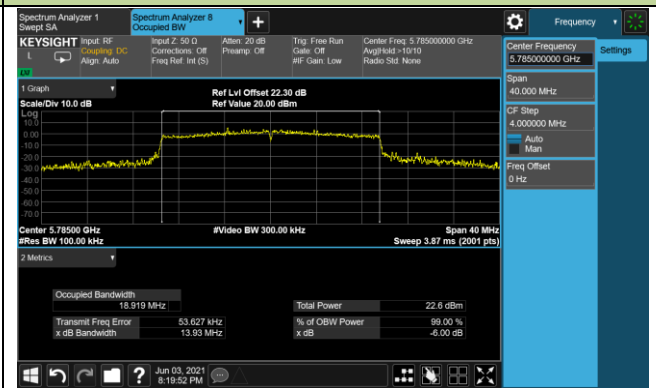 Spectrum Analyzer 1
Swept SA
Spectrum Analyzer 8
Occupied BW
+
Frequency
KEYSIGHT
L
Input: RF
Coupling: DC
Align: Auto
Input Z: 50 Ω
Corrections: Off
Freq Ref: Int (S)
Atten: 20 dB
Preamp: Off
Trig: Free Run
Gate: Off
#IF Gain: Low
Center Freq: 5.785000000 GHz
Avg|Hold:>10/10
Radio Std: None
Center Frequency
5.785000000 GHz
Settings
Span
40.000 MHz
CF Step
4.000000 MHz
Auto
Man
Freq Offset
0 Hz
1 Graph
Scale/Div 10.0 dB
Ref Lvl Offset 22.30 dB
Ref Value 20.00 dBm
Log
10.0
0.00
-10.0
-20.0
-30.0
-40.0
-50.0
-60.0
-70.0
Center 5.78500 GHz
#Video BW 300.00 kHz
Span 40 MHz
#Res BW 100.00 kHz
Sweep 3.87 ms (2001 pts)
2 Metrics
Occupied Bandwidth
18.919 MHz
Total Power 22.6 dBm
Transmit Freq Error 53.627 kHz
% of OBW Power 99.00 %
x dB Bandwidth 13.93 MHz
x dB -6.00 dB
?
Jun 03, 2021
8:19:52 PM